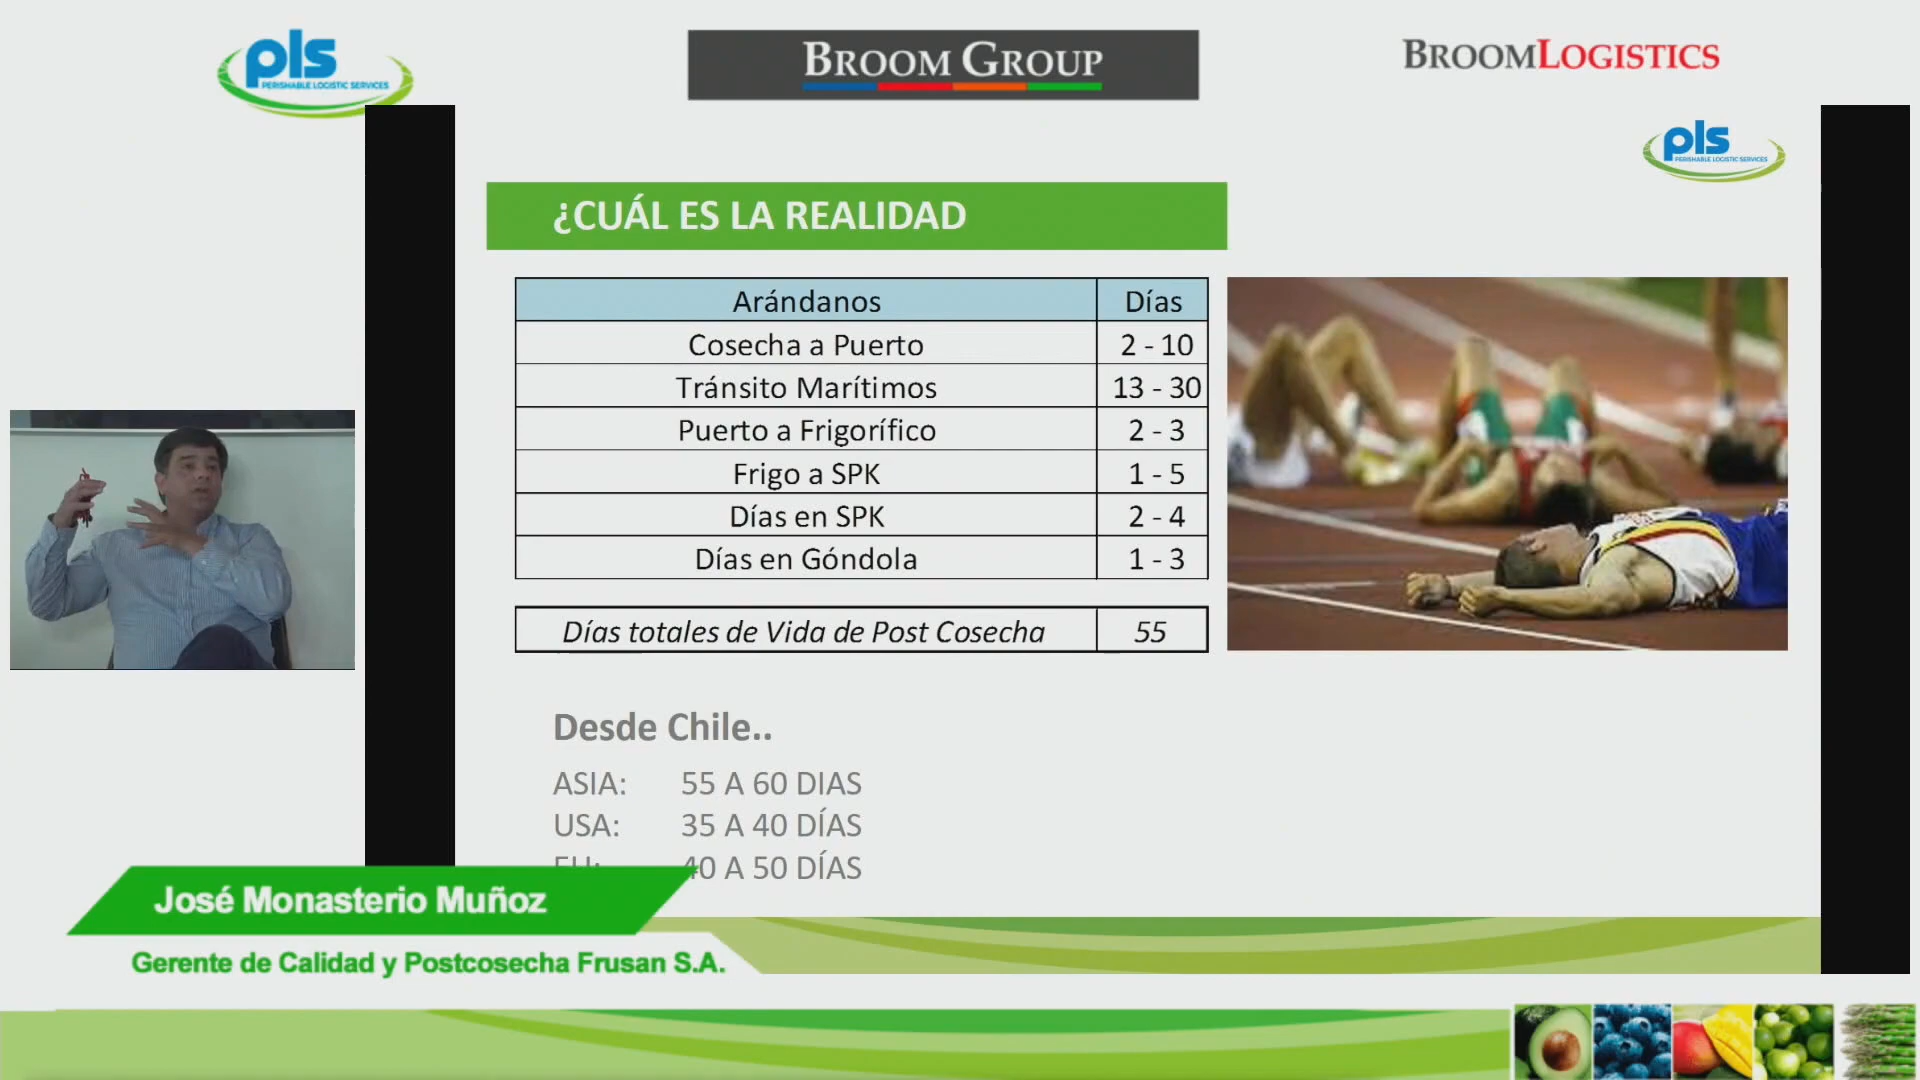 pls
PERISHABLE LOGISTIC SERVICES
BROOM GROUP
BROOMLOGISTICS
pls
PERISHABLE LOGISTIC SERVICES
¿CUÁL ES LA REALIDAD
Arándanos Días
Cosecha a Puerto 2 - 10
Tránsito Marítimos 13 - 30
Puerto a Frigorífico 2 - 3
Frigo a SPK 1 - 5
Días en SPK 2 - 4
Días en Góndola 1 - 3
Días totales de Vida de Post Cosecha 55
Desde Chile..
ASIA: 55 A 60 DIAS
USA: 35 A 40 DÍAS
EU: 40 A 50 DÍAS
José Monasterio Muñoz
Gerente de Calidad y Postcosecha Frusan S.A.